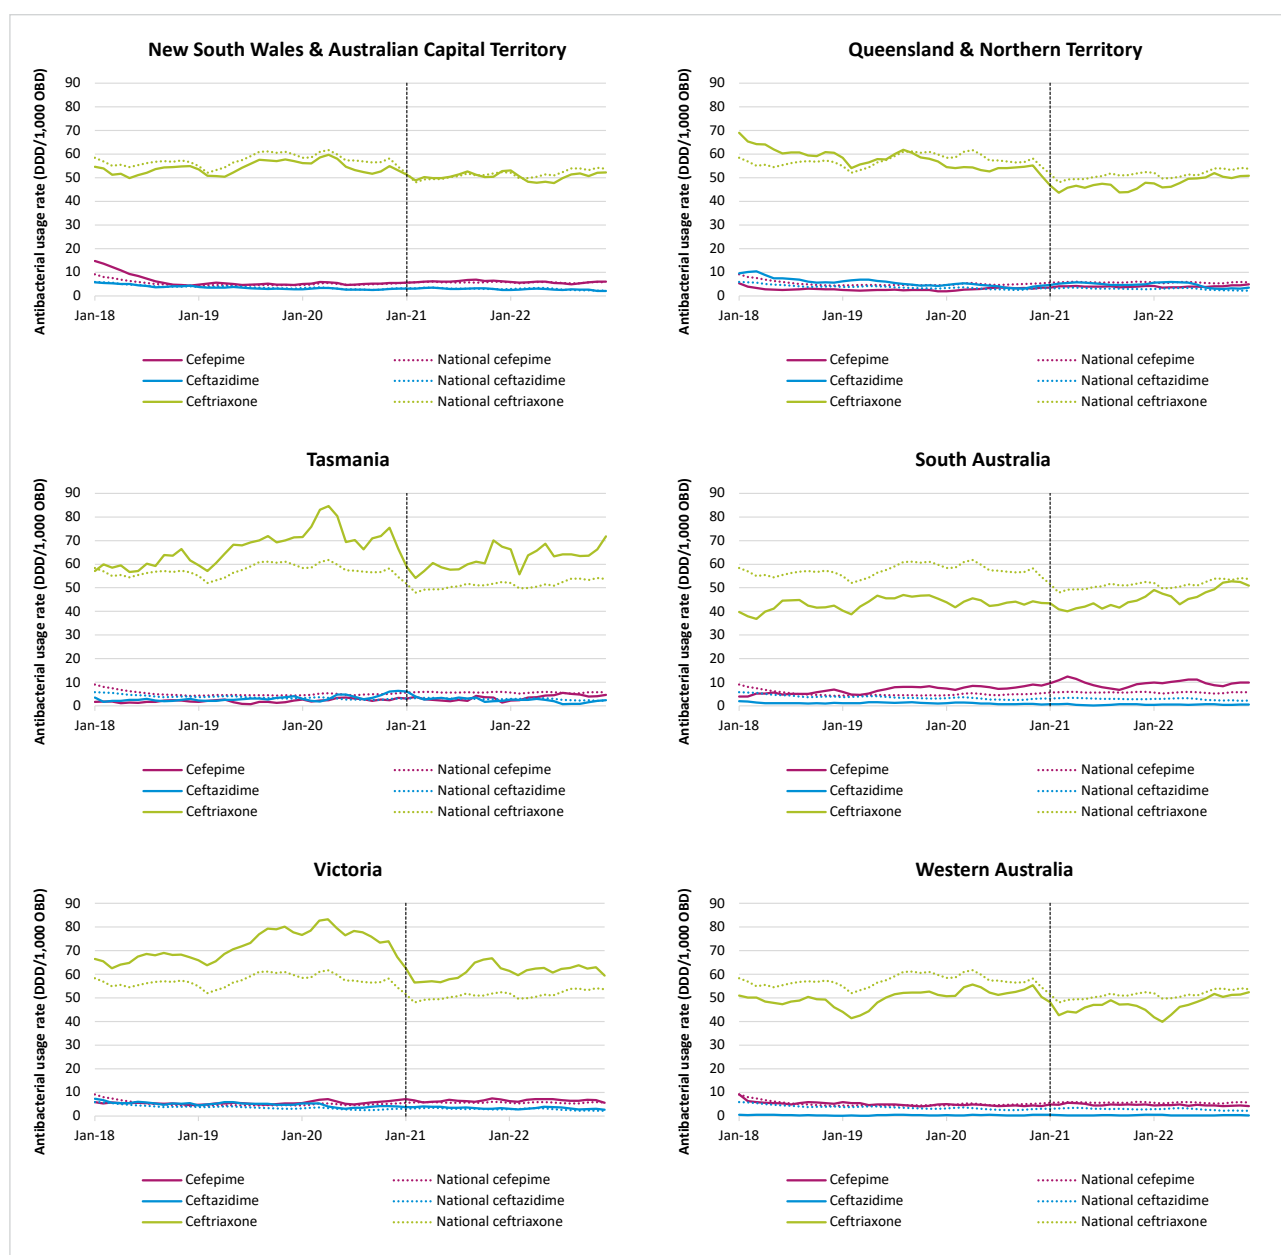 New South Wales & Australian Capital Territory
Antibacterial usage rate (DDD/1,000 OBD)
90
80
70
60
50
40
30
20
10
0
Jan-18 Jan-19 Jan-20 Jan-21 Jan-22
Cefepime National cefepime
Ceftazidime National ceftazidime
Ceftriaxone National ceftriaxone
Queensland & Northern Territory
Antibacterial usage rate (DDD/1,000 OBD)
90
80
70
60
50
40
30
20
10
0
Jan-18 Jan-19 Jan-20 Jan-21 Jan-22
Cefepime National cefepime
Ceftazidime National ceftazidime
Ceftriaxone National ceftriaxone
Tasmania
Antibacterial usage rate (DDD/1,000 OBD)
90
80
70
60
50
40
30
20
10
0
Jan-18 Jan-19 Jan-20 Jan-21 Jan-22
Cefepime National cefepime
Ceftazidime National ceftazidime
Ceftriaxone National ceftriaxone
South Australia
Antibacterial usage rate (DDD/1,000 OBD)
90
80
70
60
50
40
30
20
10
0
Jan-18 Jan-19 Jan-20 Jan-21 Jan-22
Cefepime National cefepime
Ceftazidime National ceftazidime
Ceftriaxone National ceftriaxone
Victoria
Antibacterial usage rate (DDD/1,000 OBD)
90
80
70
60
50
40
30
20
10
0
Jan-18 Jan-19 Jan-20 Jan-21 Jan-22
Cefepime National cefepime
Ceftazidime National ceftazidime
Ceftriaxone National ceftriaxone
Western Australia
Antibacterial usage rate (DDD/1,000 OBD)
90
80
70
60
50
40
30
20
10
0
Jan-18 Jan-19 Jan-20 Jan-21 Jan-22
Cefepime National cefepime
Ceftazidime National ceftazidime
Ceftriaxone National ceftriaxone